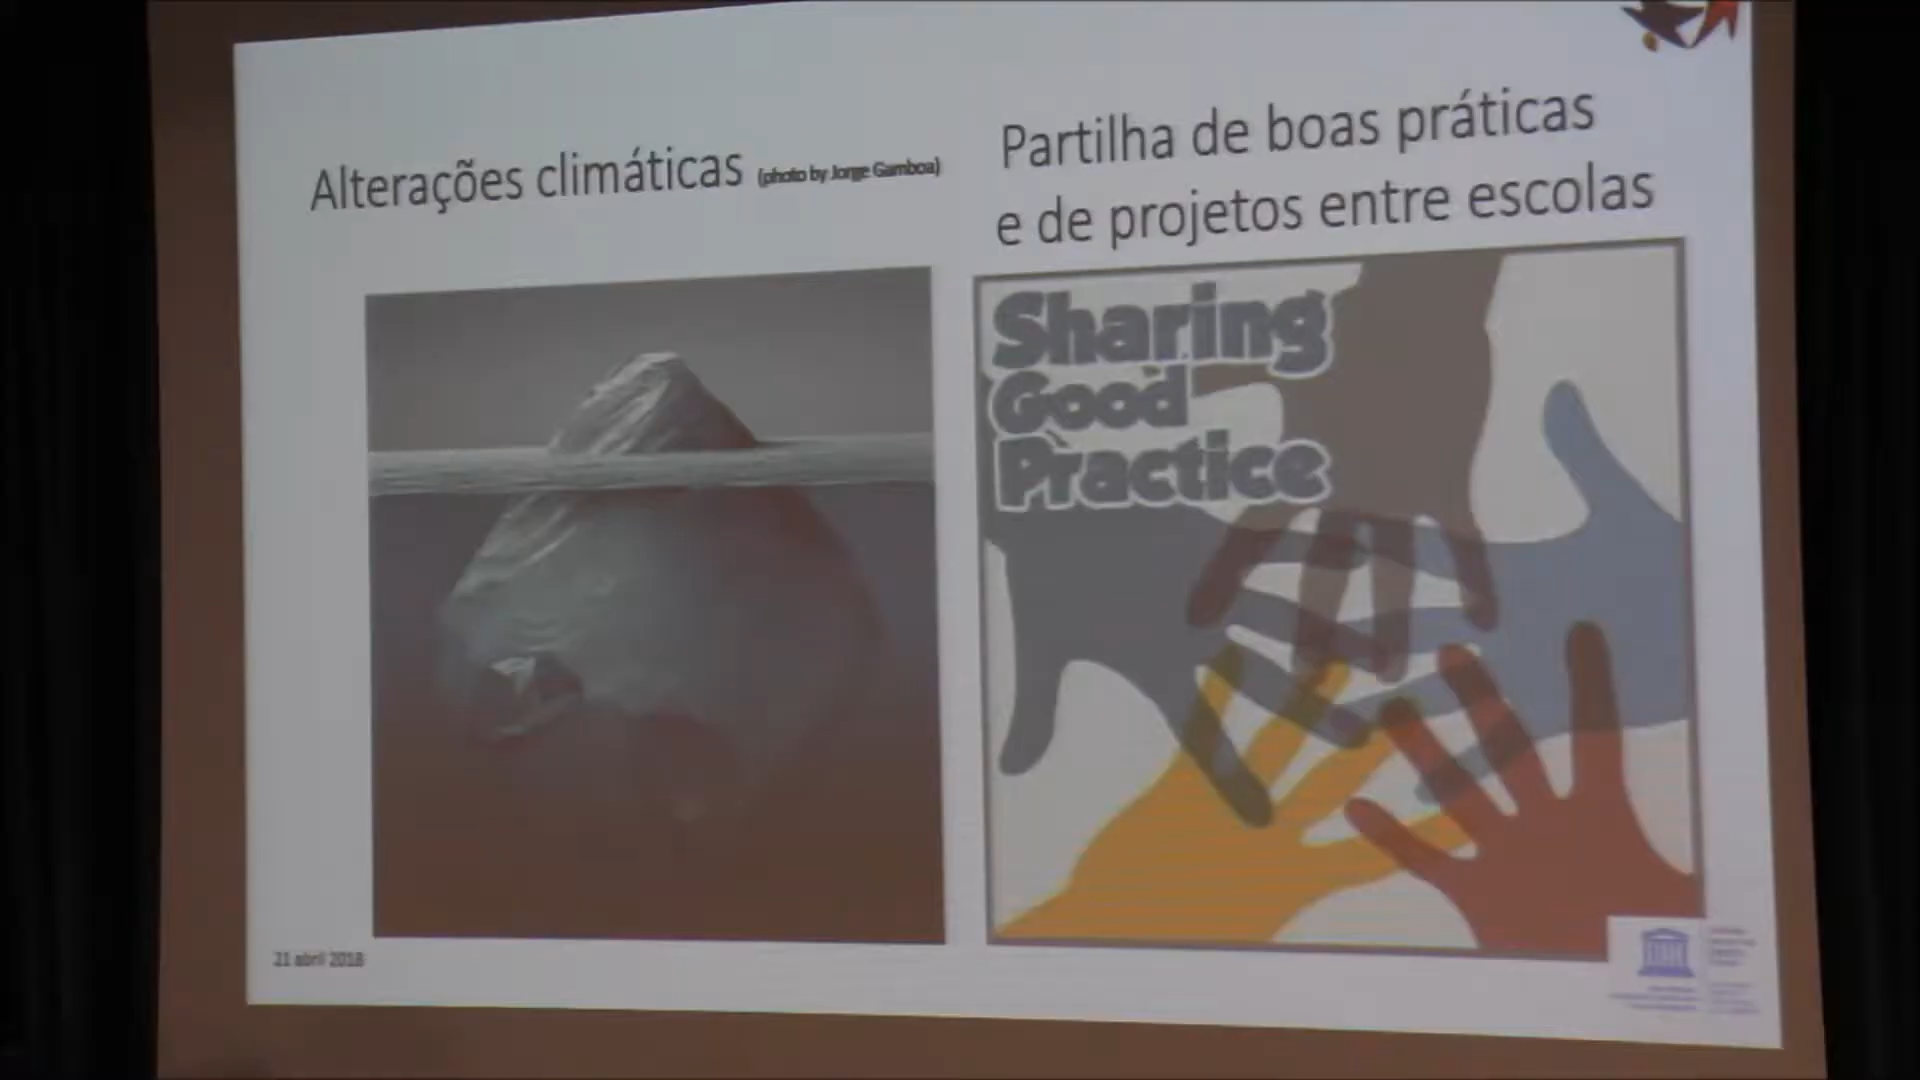 Alterações climáticas (photo by Jorge Gamboa)
Partilha de boas práticas
e de projetos entre escolas
Sharing
Good
Practice
21 abril 2018